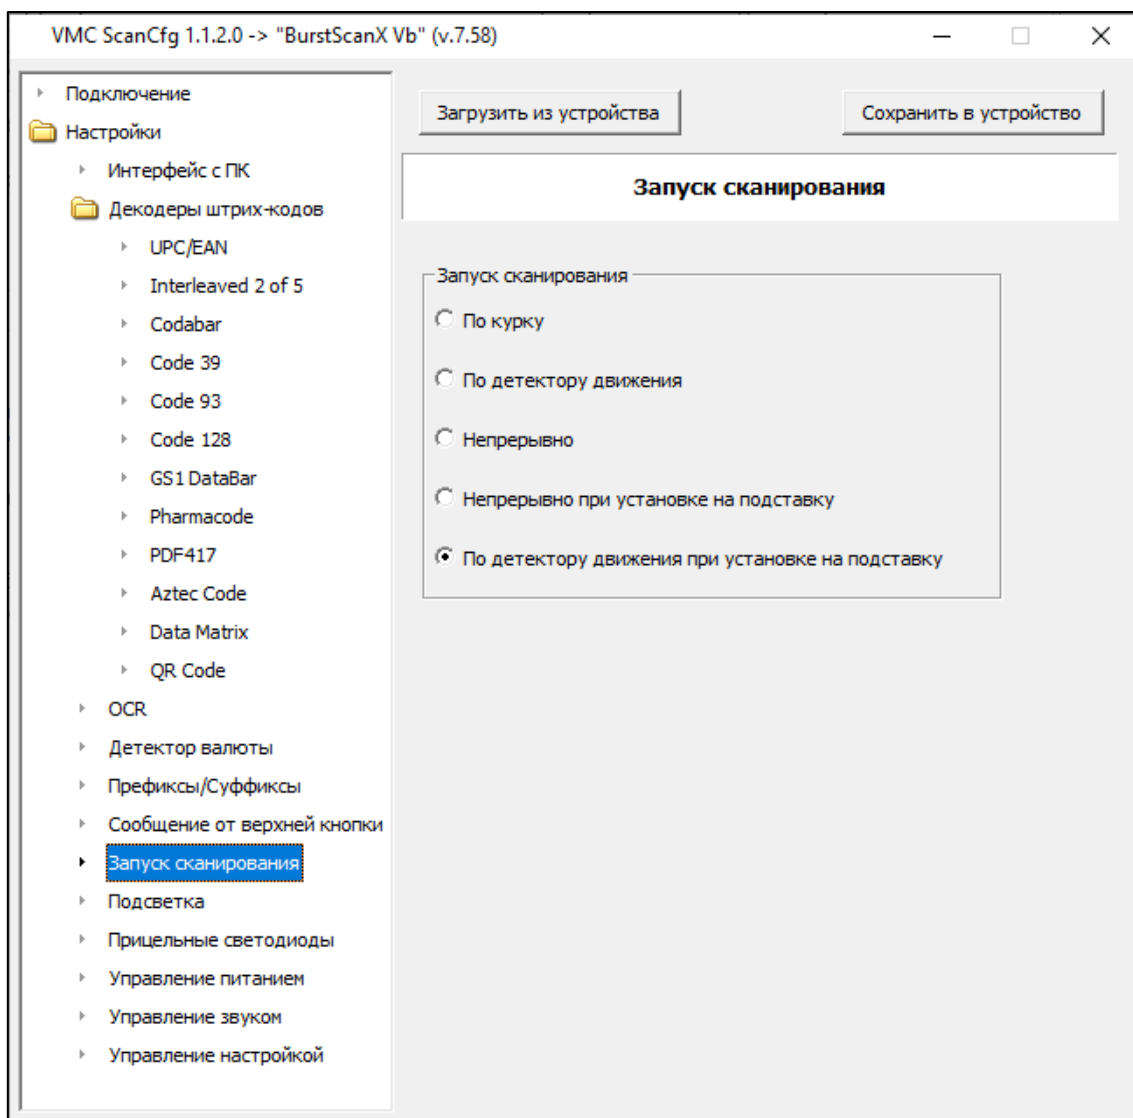 VMC ScanCfg 1.1.2.0 -> "BurstScanX Vb" (v.7.58)
Подключение
Настройки
Интерфейс с ПК
Декодеры штрих-кодов
UPC/EAN
Interleaved 2 of 5
Codabar
Code 39
Code 93
Code 128
GS1 DataBar
Pharmacode
PDF417
Aztec Code
Data Matrix
QR Code
OCR
Детектор валюты
Префиксы/Суффиксы
Сообщение от верхней кнопки
Запуск сканирования
Подсветка
Прицельные светодиоды
Управление питанием
Управление звуком
Управление настройкой
Загрузить из устройства
Сохранить в устройство
Запуск сканирования
Запуск сканирования
По курку
По детектору движения
Непрерывно
Непрерывно при установке на подставку
По детектору движения при установке на подставку